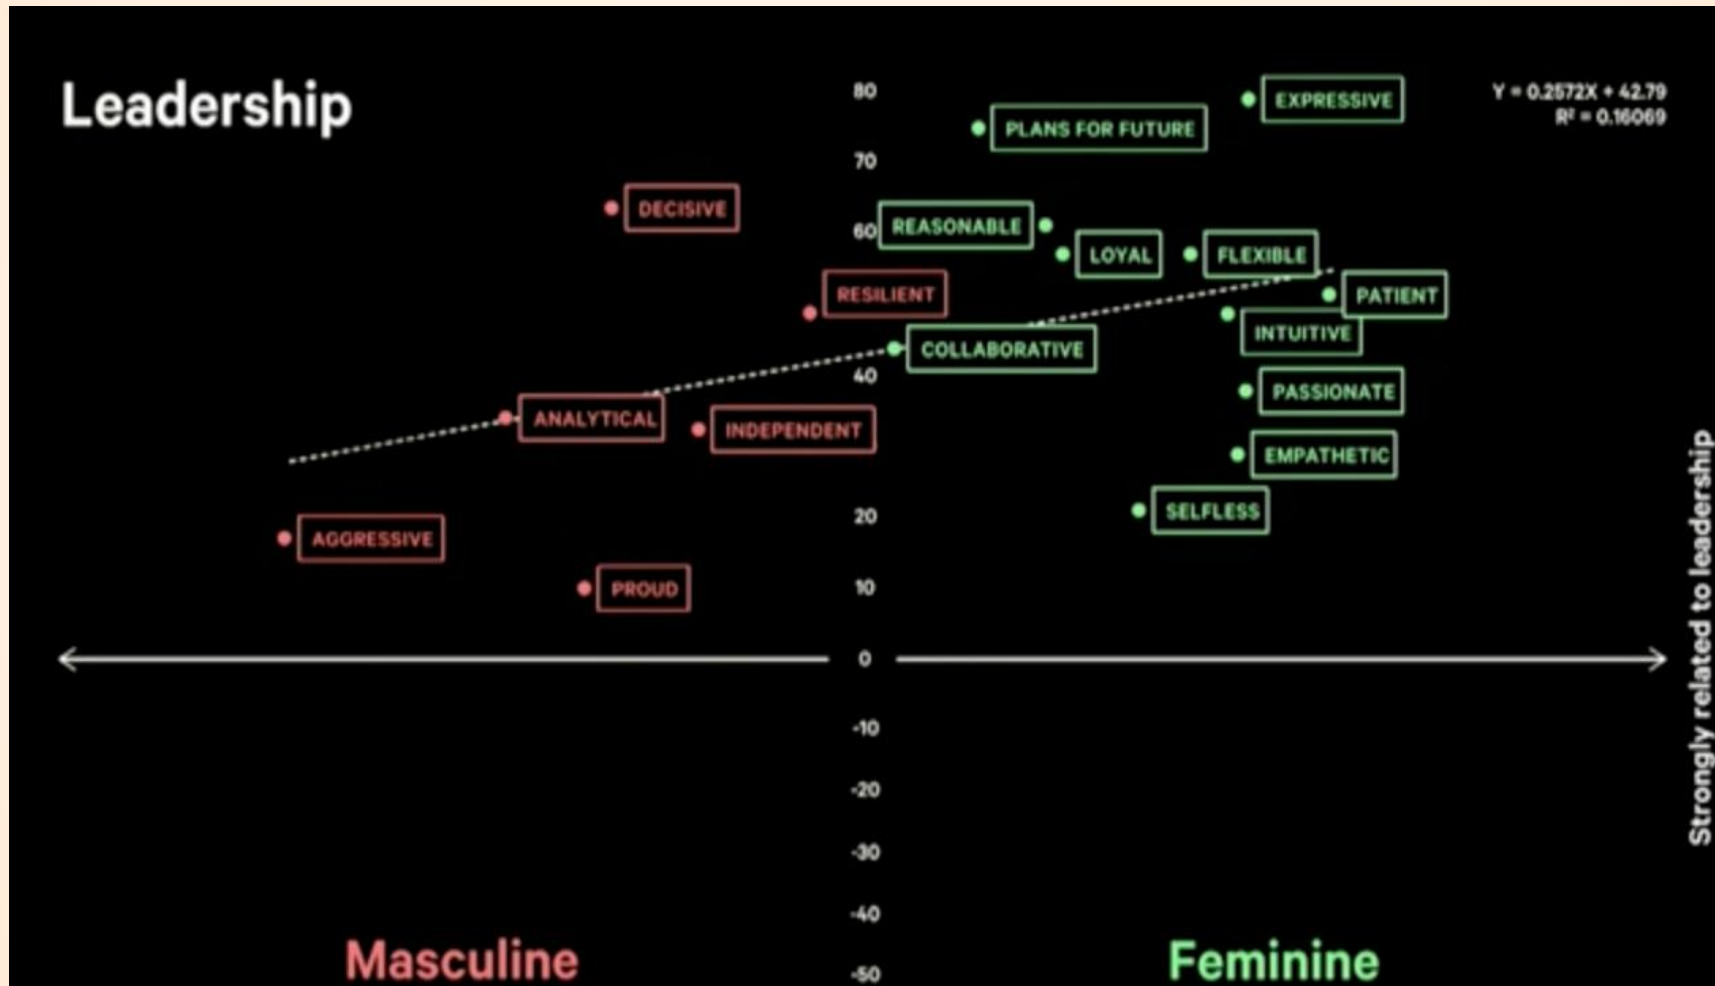 Leadership
Y = 0.2572X + 42.79
R² = 0.16069
80
EXPRESSIVE
PLANS FOR FUTURE
70
DECISIVE
60
REASONABLE
LOYAL
FLEXIBLE
RESILIENT
PATIENT
INTUITIVE
COLLABORATIVE
40
PASSIONATE
ANALYTICAL
INDEPENDENT
EMPATHETIC
20
SELFLESS
AGGRESSIVE
10
PROUD
0
-10
-20
-30
-40
-50
Masculine
Feminine
Strongly related to leadership